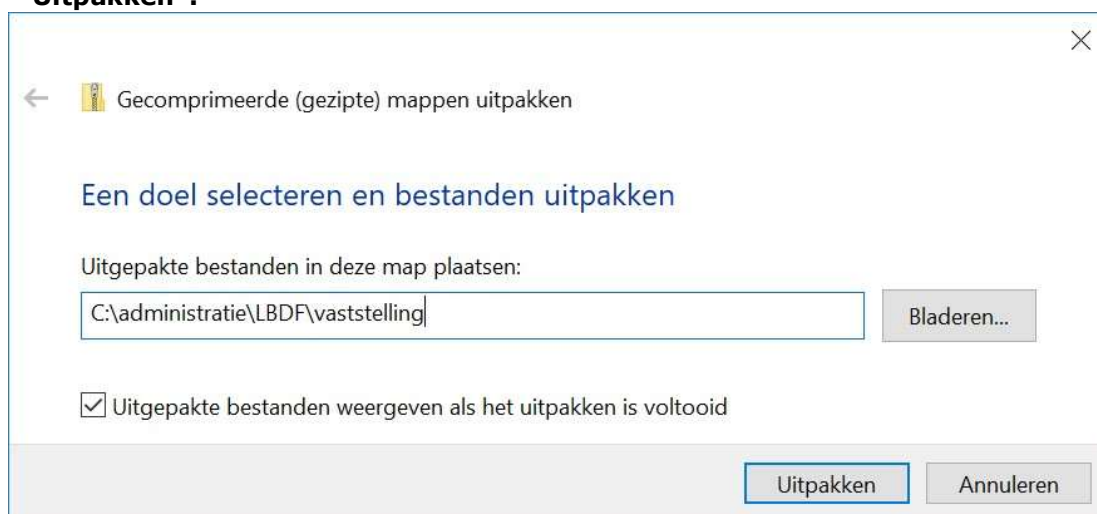 "Uitpakken".
Gecomprimeerde (gezipte) mappen uitpakken
Een doel selecteren en bestanden uitpakken
Uitgepakte bestanden in deze map plaatsen:
C:\administratie\LBDF\vaststelling
Bladeren...
Uitgepakte bestanden weergeven als het uitpakken is voltooid
Uitpakken
Annuleren